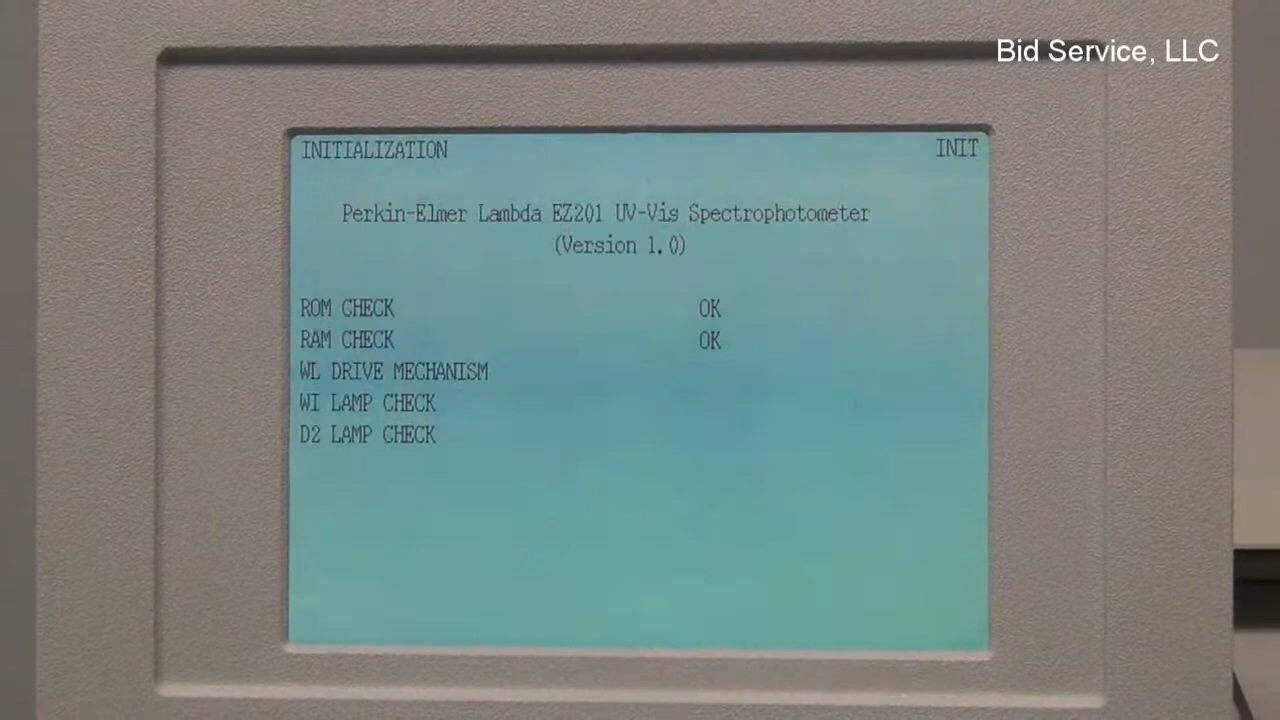 Bid Service, LLC
INITIALIZATION INIT
Perkin-Elmer Lambda EZ201 UV-Vis Spectrophotometer
(Version 1.0)
ROM CHECK OK
RAM CHECK OK
WL DRIVE MECHANISM
WI LAMP CHECK
D2 LAMP CHECK